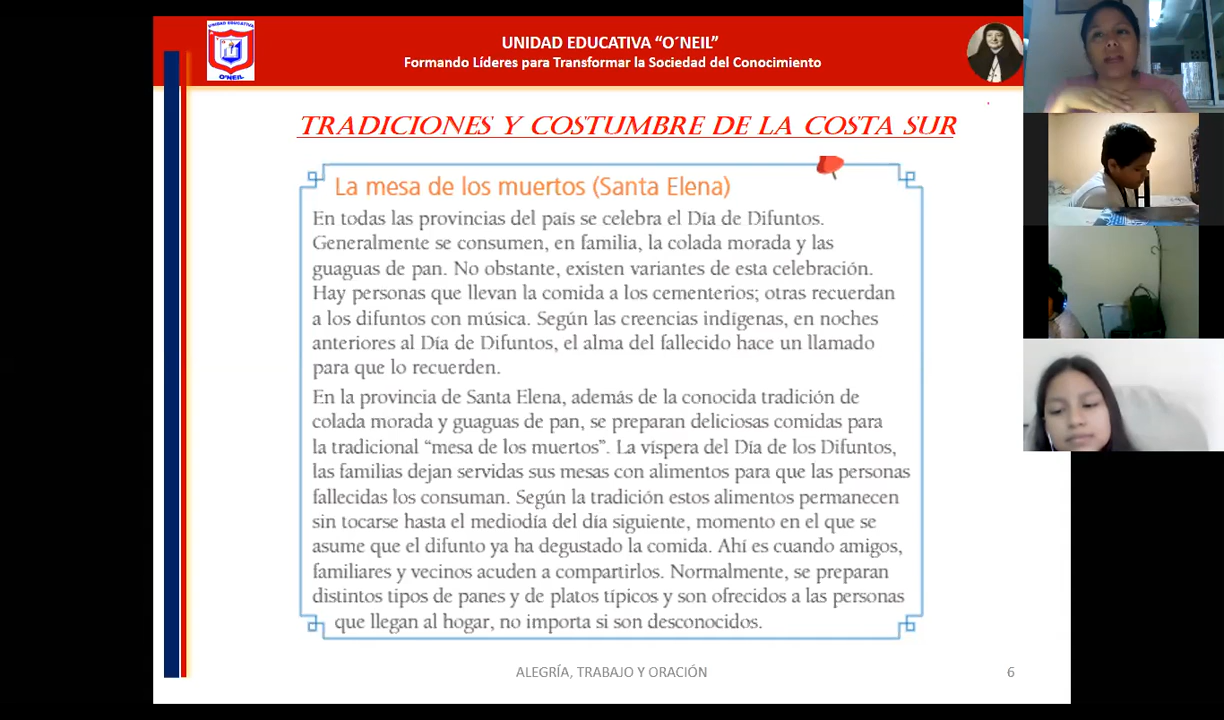 UNIDAD EDUCATIVA
O´NEIL
UNIDAD EDUCATIVA “O´NEIL”
Formando Líderes para Transformar la Sociedad del Conocimiento
TRADICIONES Y COSTUMBRE DE LA COSTA SUR
La mesa de los muertos (Santa Elena)
En todas las provincias del país se celebra el Día de Difuntos.
Generalmente se consumen, en familia, la colada morada y las
guaguas de pan. No obstante, existen variantes de esta celebración.
Hay personas que llevan la comida a los cementerios; otras recuerdan
a los difuntos con música. Según las creencias indígenas, en noches
anteriores al Día de Difuntos, el alma del fallecido hace un llamado
para que lo recuerden.
En la provincia de Santa Elena, además de la conocida tradición de
colada morada y guaguas de pan, se preparan deliciosas comidas para
la tradicional “mesa de los muertos”. La víspera del Día de los Difuntos,
las familias dejan servidas sus mesas con alimentos para que las personas
fallecidas los consuman. Según la tradición estos alimentos permanecen
sin tocarse hasta el mediodía del día siguiente, momento en el que se
asume que el difunto ya ha degustado la comida. Ahí es cuando amigos,
familiares y vecinos acuden a compartirlos. Normalmente, se preparan
distintos tipos de panes y de platos típicos y son ofrecidos a las personas
que llegan al hogar, no importa si son desconocidos.
ALEGRÍA, TRABAJO Y ORACIÓN
6